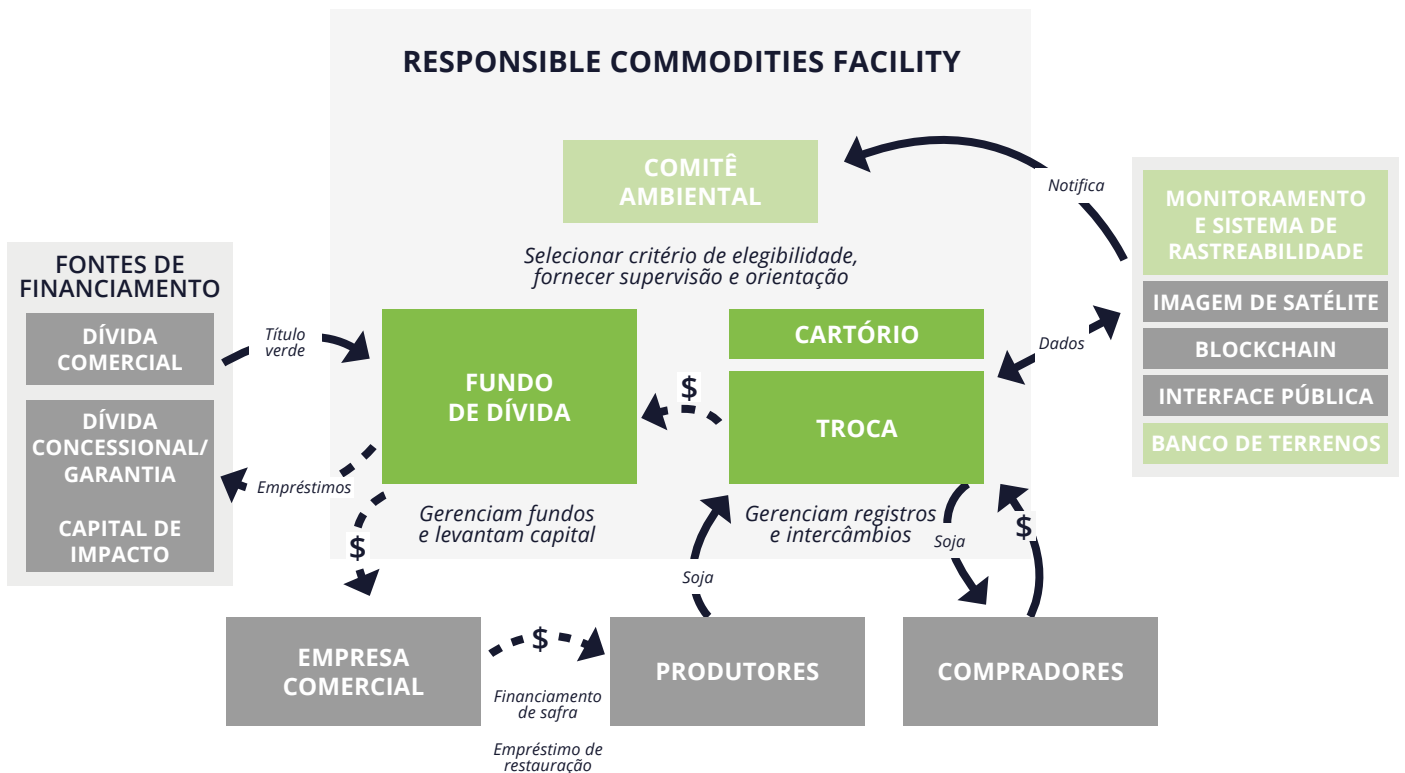 RESPONSIBLE COMMODITIES FACILITY
COMITÊ
AMBIENTAL
Selecionar critério de elegibilidade,
fornecer supervisão e orientação
Notifica
MONITORAMENTO
E SISTEMA DE
RASTREABILIDADE
IMAGEM DE SATÉLITE
BLOCKCHAIN
INTERFACE PÚBLICA
BANCO DE TERRENOS
Dados
FONTES DE
FINANCIAMENTO
DÍVIDA
COMERCIAL
DÍVIDA
CONCESSIONAL/
GARANTIA
CAPITAL DE
IMPACTO
Título
verde
Empréstimos
FUNDO
DE DÍVIDA
$
CARTÓRIO
TROCA
Gerenciam fundos
e levantam capital
Gerenciam registros
e intercâmbios
$
Soja
Soja
$
EMPRESA
COMERCIAL
$
Financiamento
de safra
Empréstimo de
restauração
PRODUTORES
COMPRADORES